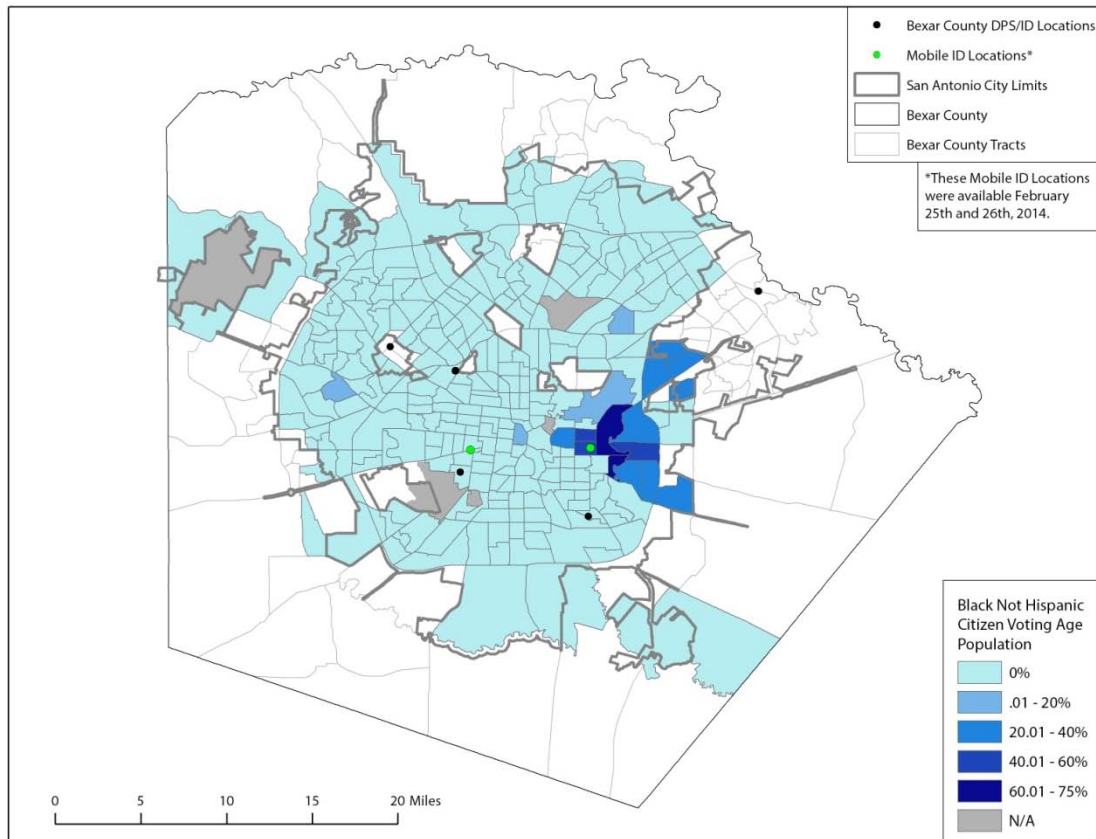 Bexar County DPS/ID Locations
Mobile ID Locations*
San Antonio City Limits
Bexar County
Bexar County Tracts
*These Mobile ID Locations
were available February
25th and 26th, 2014.
Black Not Hispanic
Citizen Voting Age
Population
0%
.01 - 20%
20.01 - 40%
40.01 - 60%
60.01 - 75%
N/A
0 5 10 15 20 Miles